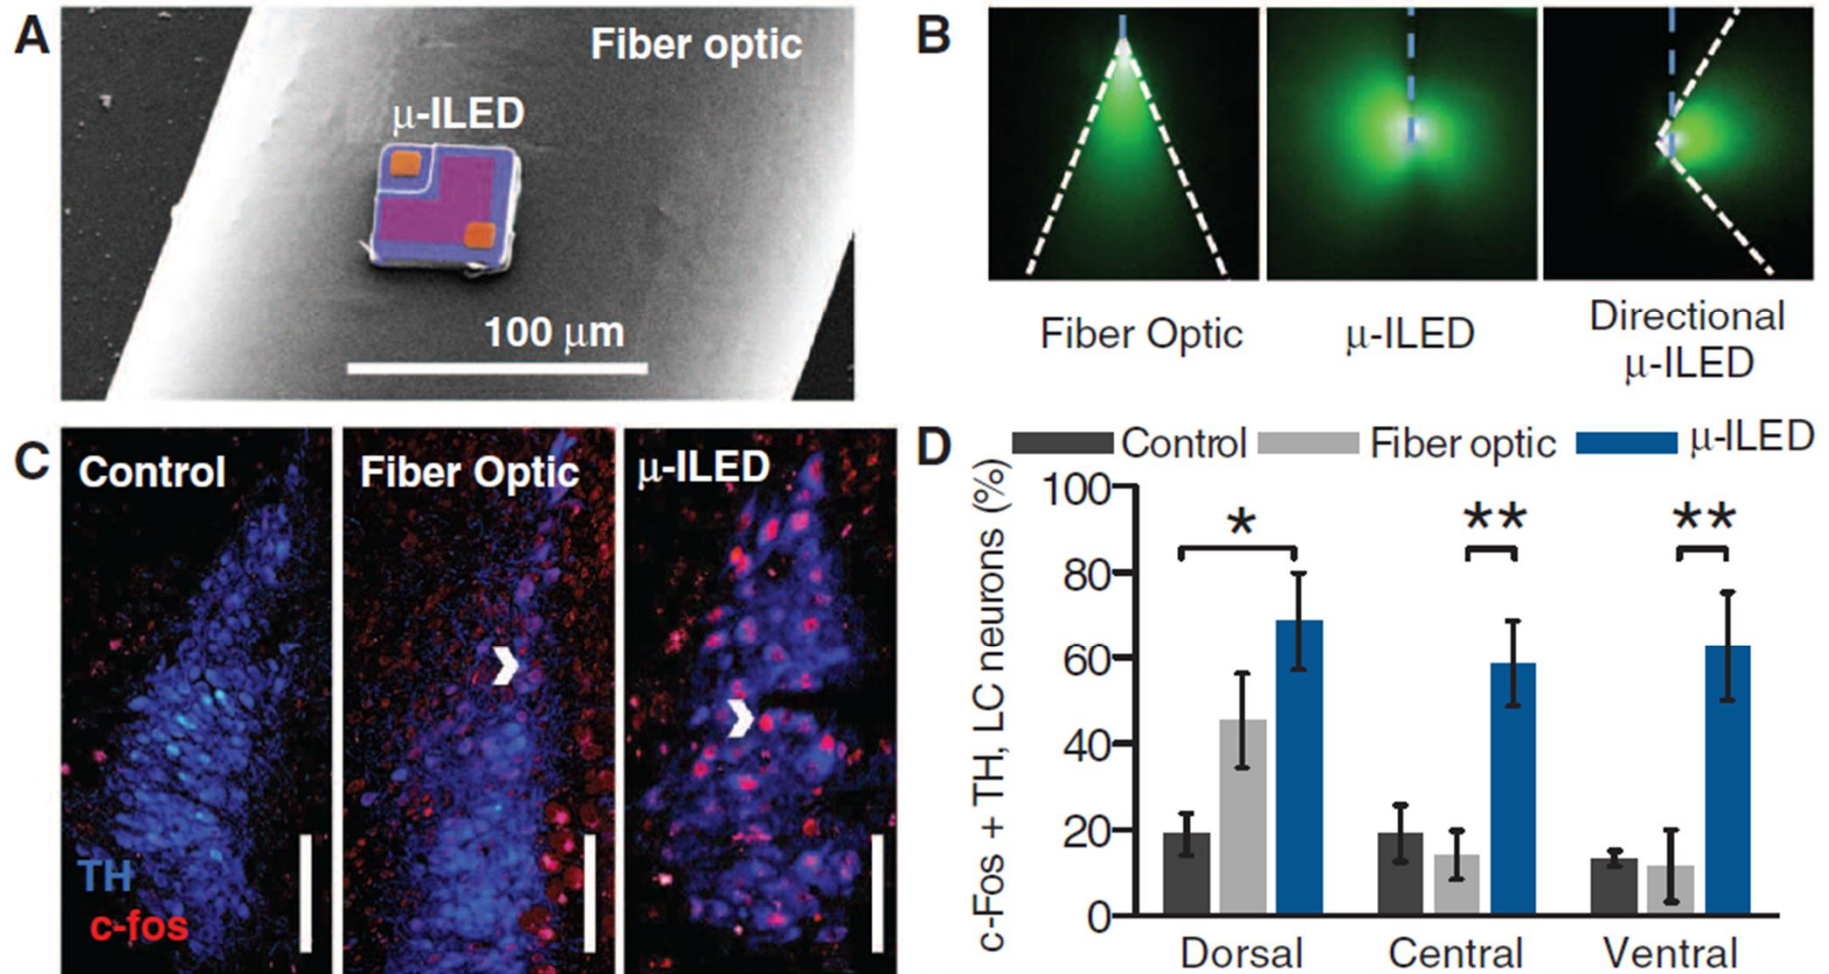 A
Fiber optic
μ-ILED
100 μm
B
Fiber Optic
μ-ILED
Directional
μ-ILED
C
Control
Fiber Optic
μ-ILED
TH
c-fos
D
Control
Fiber optic
μ-ILED
c-Fos + TH, LC neurons (%)
100
80
60
40
20
0
*
**
**
Dorsal
Central
Ventral